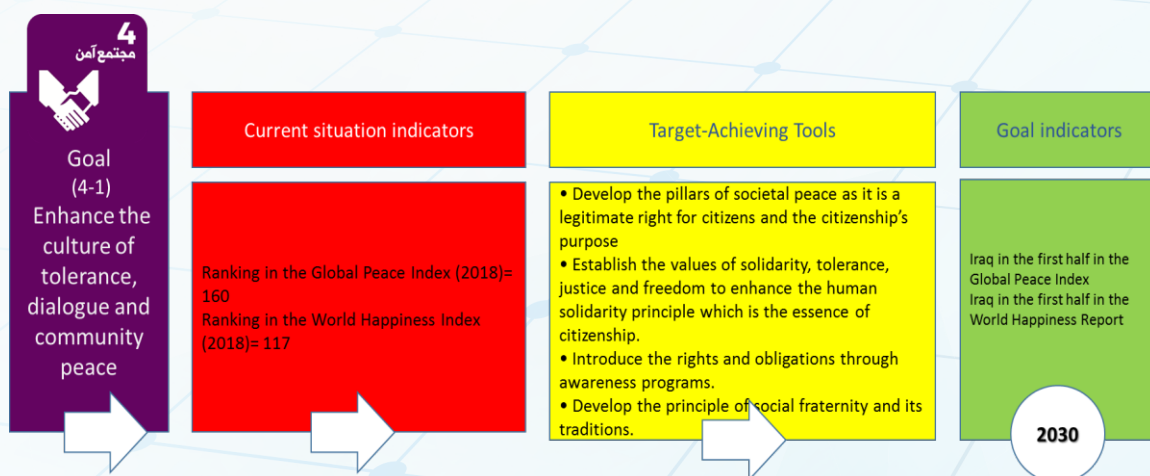 4
مجتمع آمن
Goal
(4-1)
Enhance the
culture of
tolerance,
dialogue and
community
peace
Current situation indicators
Ranking in the Global Peace Index (2018)=
160
Ranking in the World Happiness Index
(2018)= 117
Target-Achieving Tools
• Develop the pillars of societal peace as it is a
legitimate right for citizens and the citizenship's
purpose
• Establish the values of solidarity, tolerance,
justice and freedom to enhance the human
solidarity principle which is the essence of
citizenship.
• Introduce the rights and obligations through
awareness programs.
• Develop the principle of social fraternity and its
traditions.
Goal indicators
Iraq in the first half in the
Global Peace Index
Iraq in the first half in the
World Happiness Report
2030